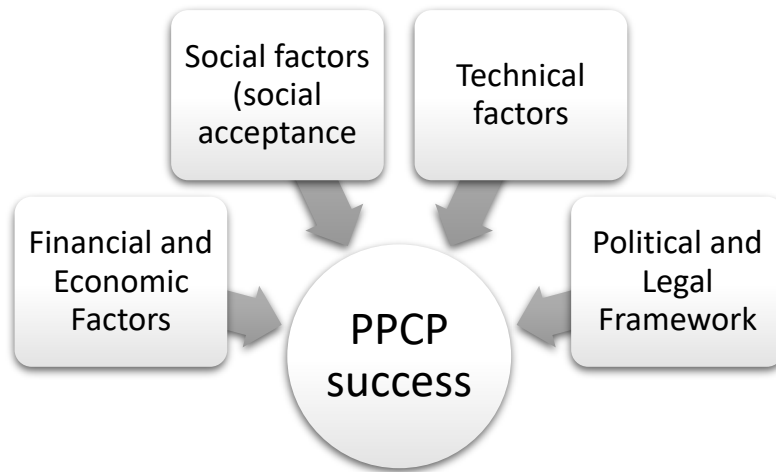 Social factors
(social
acceptance
Technical
factors
Financial and
Economic
Factors
Political and
Legal
Framework
PPCP
success